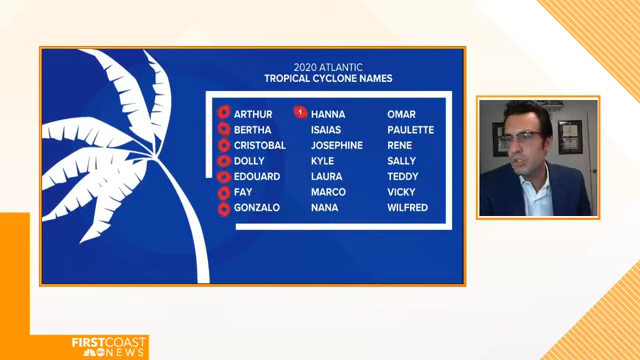 2020 ATLANTIC
TROPICAL CYCLONE NAMES
ARTHUR
BERTHA
CRISTOBAL
DOLLY
EDOUARD
FAY
GONZALO
1 HANNA
ISAIAS
JOSEPHINE
KYLE
LAURA
MARCO
NANA
OMAR
PAULETTE
RENE
SALLY
TEDDY
VICKY
WILFRED
FIRST COAST
abc NEWS